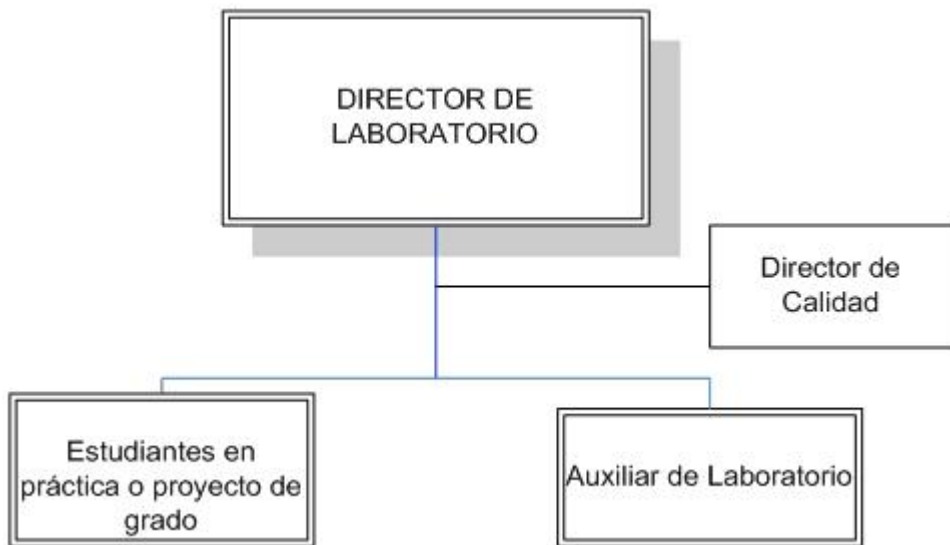 DIRECTOR DE
LABORATORIO
Director de
Calidad
Estudiantes en
práctica o proyecto de
grado
Auxiliar de Laboratorio